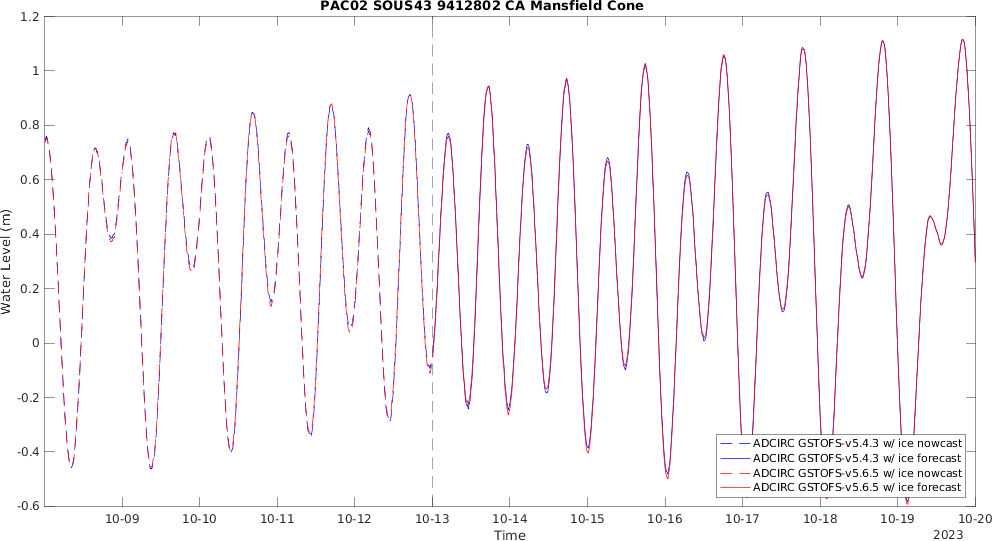 PAC02 SOUS43 9412802 CA Mansfield Cone
1.2
1
0.8
0.6
0.4
0.2
0
-0.2
-0.4
-0.6
Water Level (m)
ADCIRC GSTOFS-v5.4.3 w/ ice nowcast
ADCIRC GSTOFS-v5.4.3 w/ ice forecast
ADCIRC GSTOFS-v5.6.5 w/ ice nowcast
ADCIRC GSTOFS-v5.6.5 w/ ice forecast
10-09 10-10 10-11 10-12 10-13 10-14 10-15 10-16 10-17 10-18 10-19 10-20
Time
2023